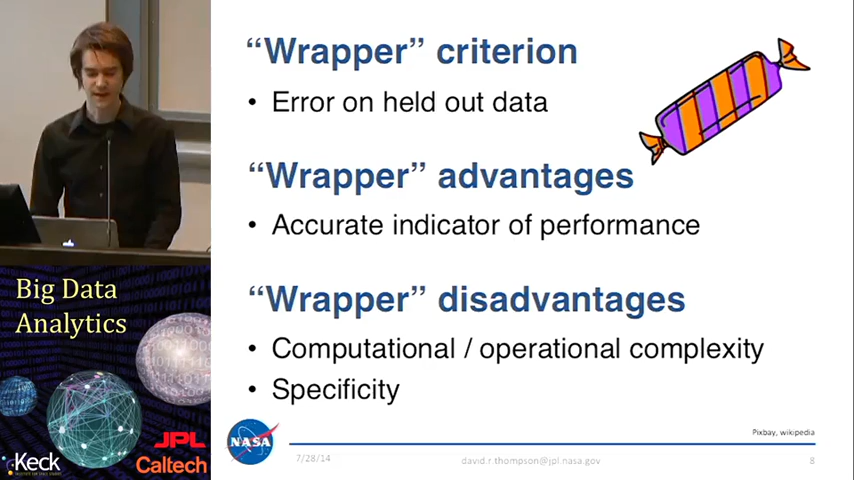 “Wrapper” criterion
• Error on held out data
“Wrapper” advantages
• Accurate indicator of performance
“Wrapper” disadvantages
• Computational / operational complexity
• Specificity
Pixbay, wikipedia
NASA
7/28/14
david.r.thompson@jpl.nasa.gov
8
Big Data
Analytics
JPL
Keck
Caltech